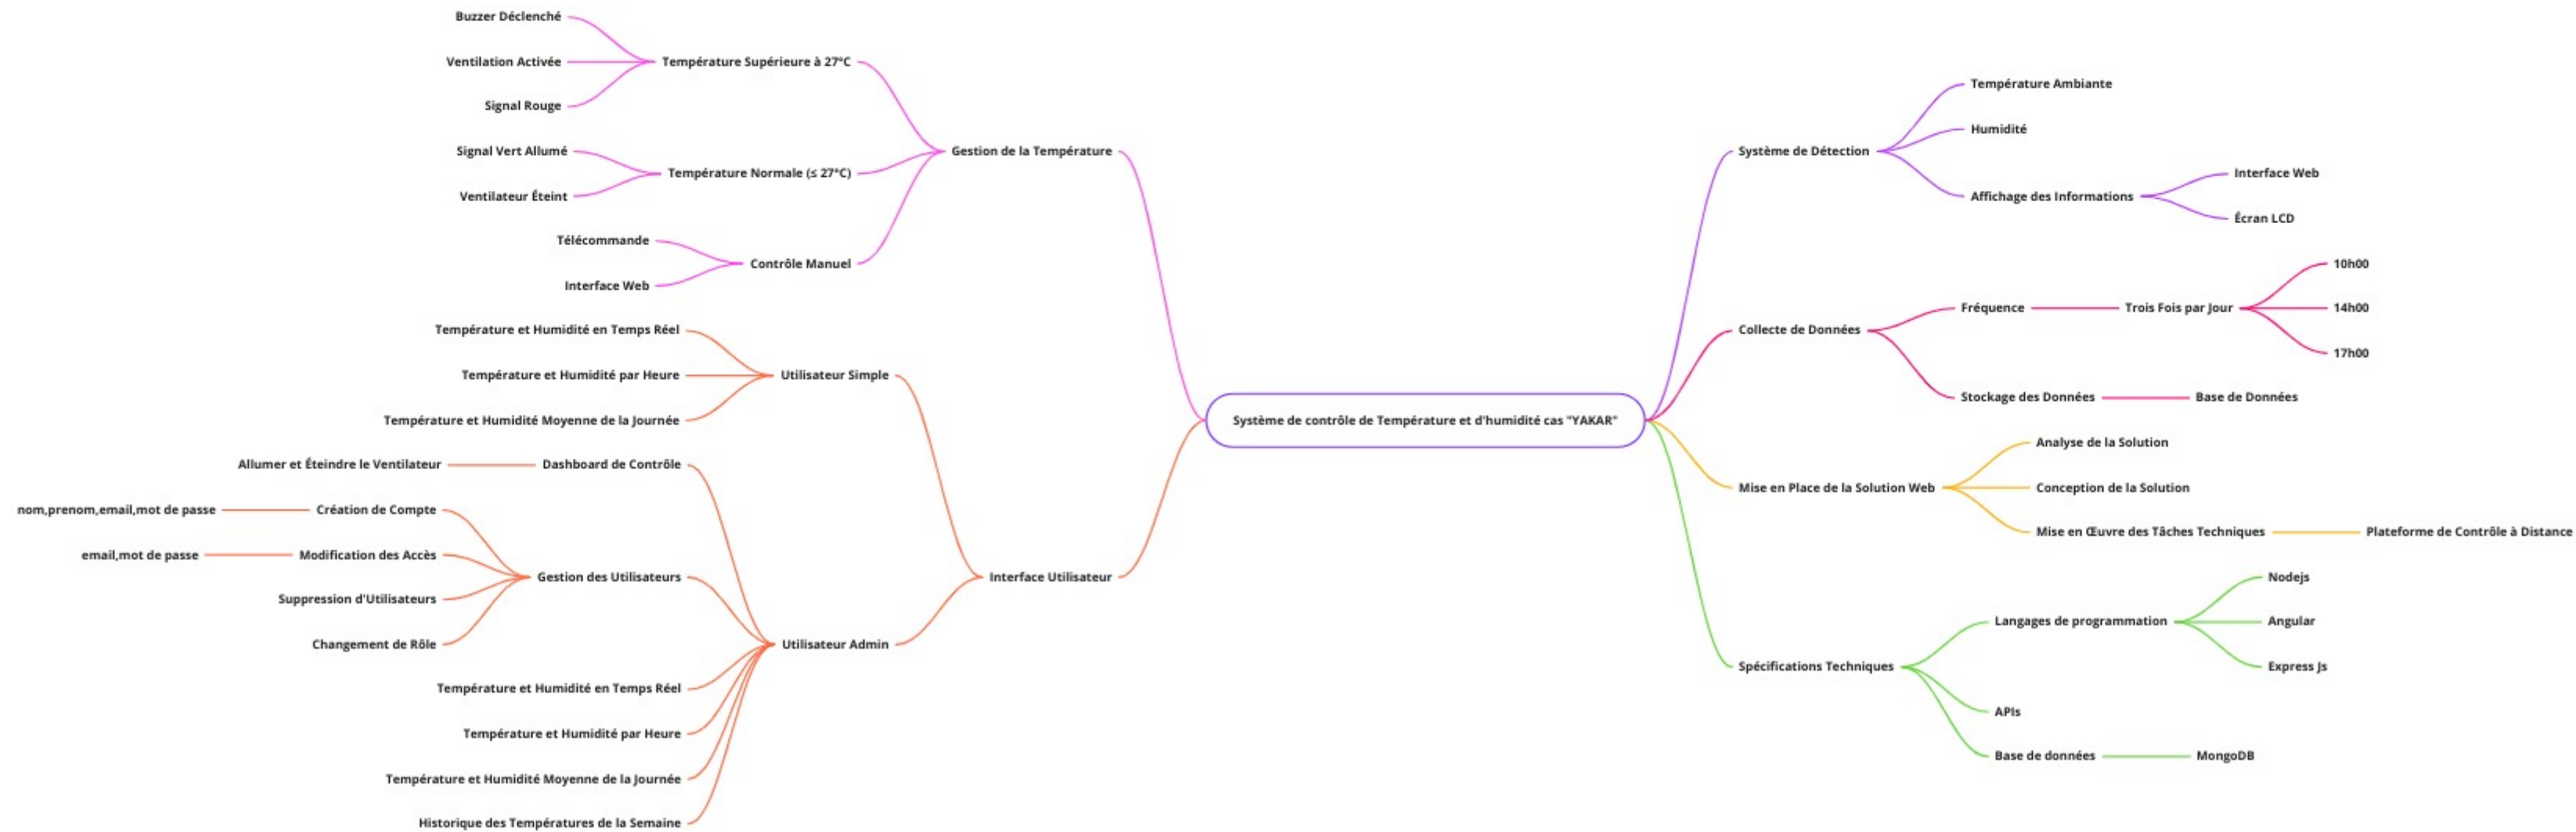 Système de contrôle de Température et d'humidité cas "YAKAR"
Gestion de la Température
Température Supérieure à 27°C
Buzzer Déclenché
Ventilation Activée
Signal Rouge
Température Normale (≤ 27°C)
Signal Vert Allumé
Ventilateur Éteint
Contrôle Manuel
Télécommande
Interface Web
Interface Utilisateur
Utilisateur Simple
Température et Humidité en Temps Réel
Température et Humidité par Heure
Température et Humidité Moyenne de la Journée
Utilisateur Admin
Dashboard de Contrôle
Allumer et Éteindre le Ventilateur
Gestion des Utilisateurs
Création de Compte
nom,prenom,email,mot de passe
Modification des Accès
email,mot de passe
Suppression d'Utilisateurs
Changement de Rôle
Température et Humidité en Temps Réel
Température et Humidité par Heure
Température et Humidité Moyenne de la Journée
Historique des Températures de la Semaine
Système de Détection
Température Ambiante
Humidité
Affichage des Informations
Interface Web
Écran LCD
Collecte de Données
Fréquence
Trois Fois par Jour
10h00
14h00
17h00
Stockage des Données
Base de Données
Mise en Place de la Solution Web
Analyse de la Solution
Conception de la Solution
Mise en Œuvre des Tâches Techniques
Plateforme de Contrôle à Distance
Spécifications Techniques
Langages de programmation
Nodejs
Angular
Express Js
APIs
Base de données
MongoDB